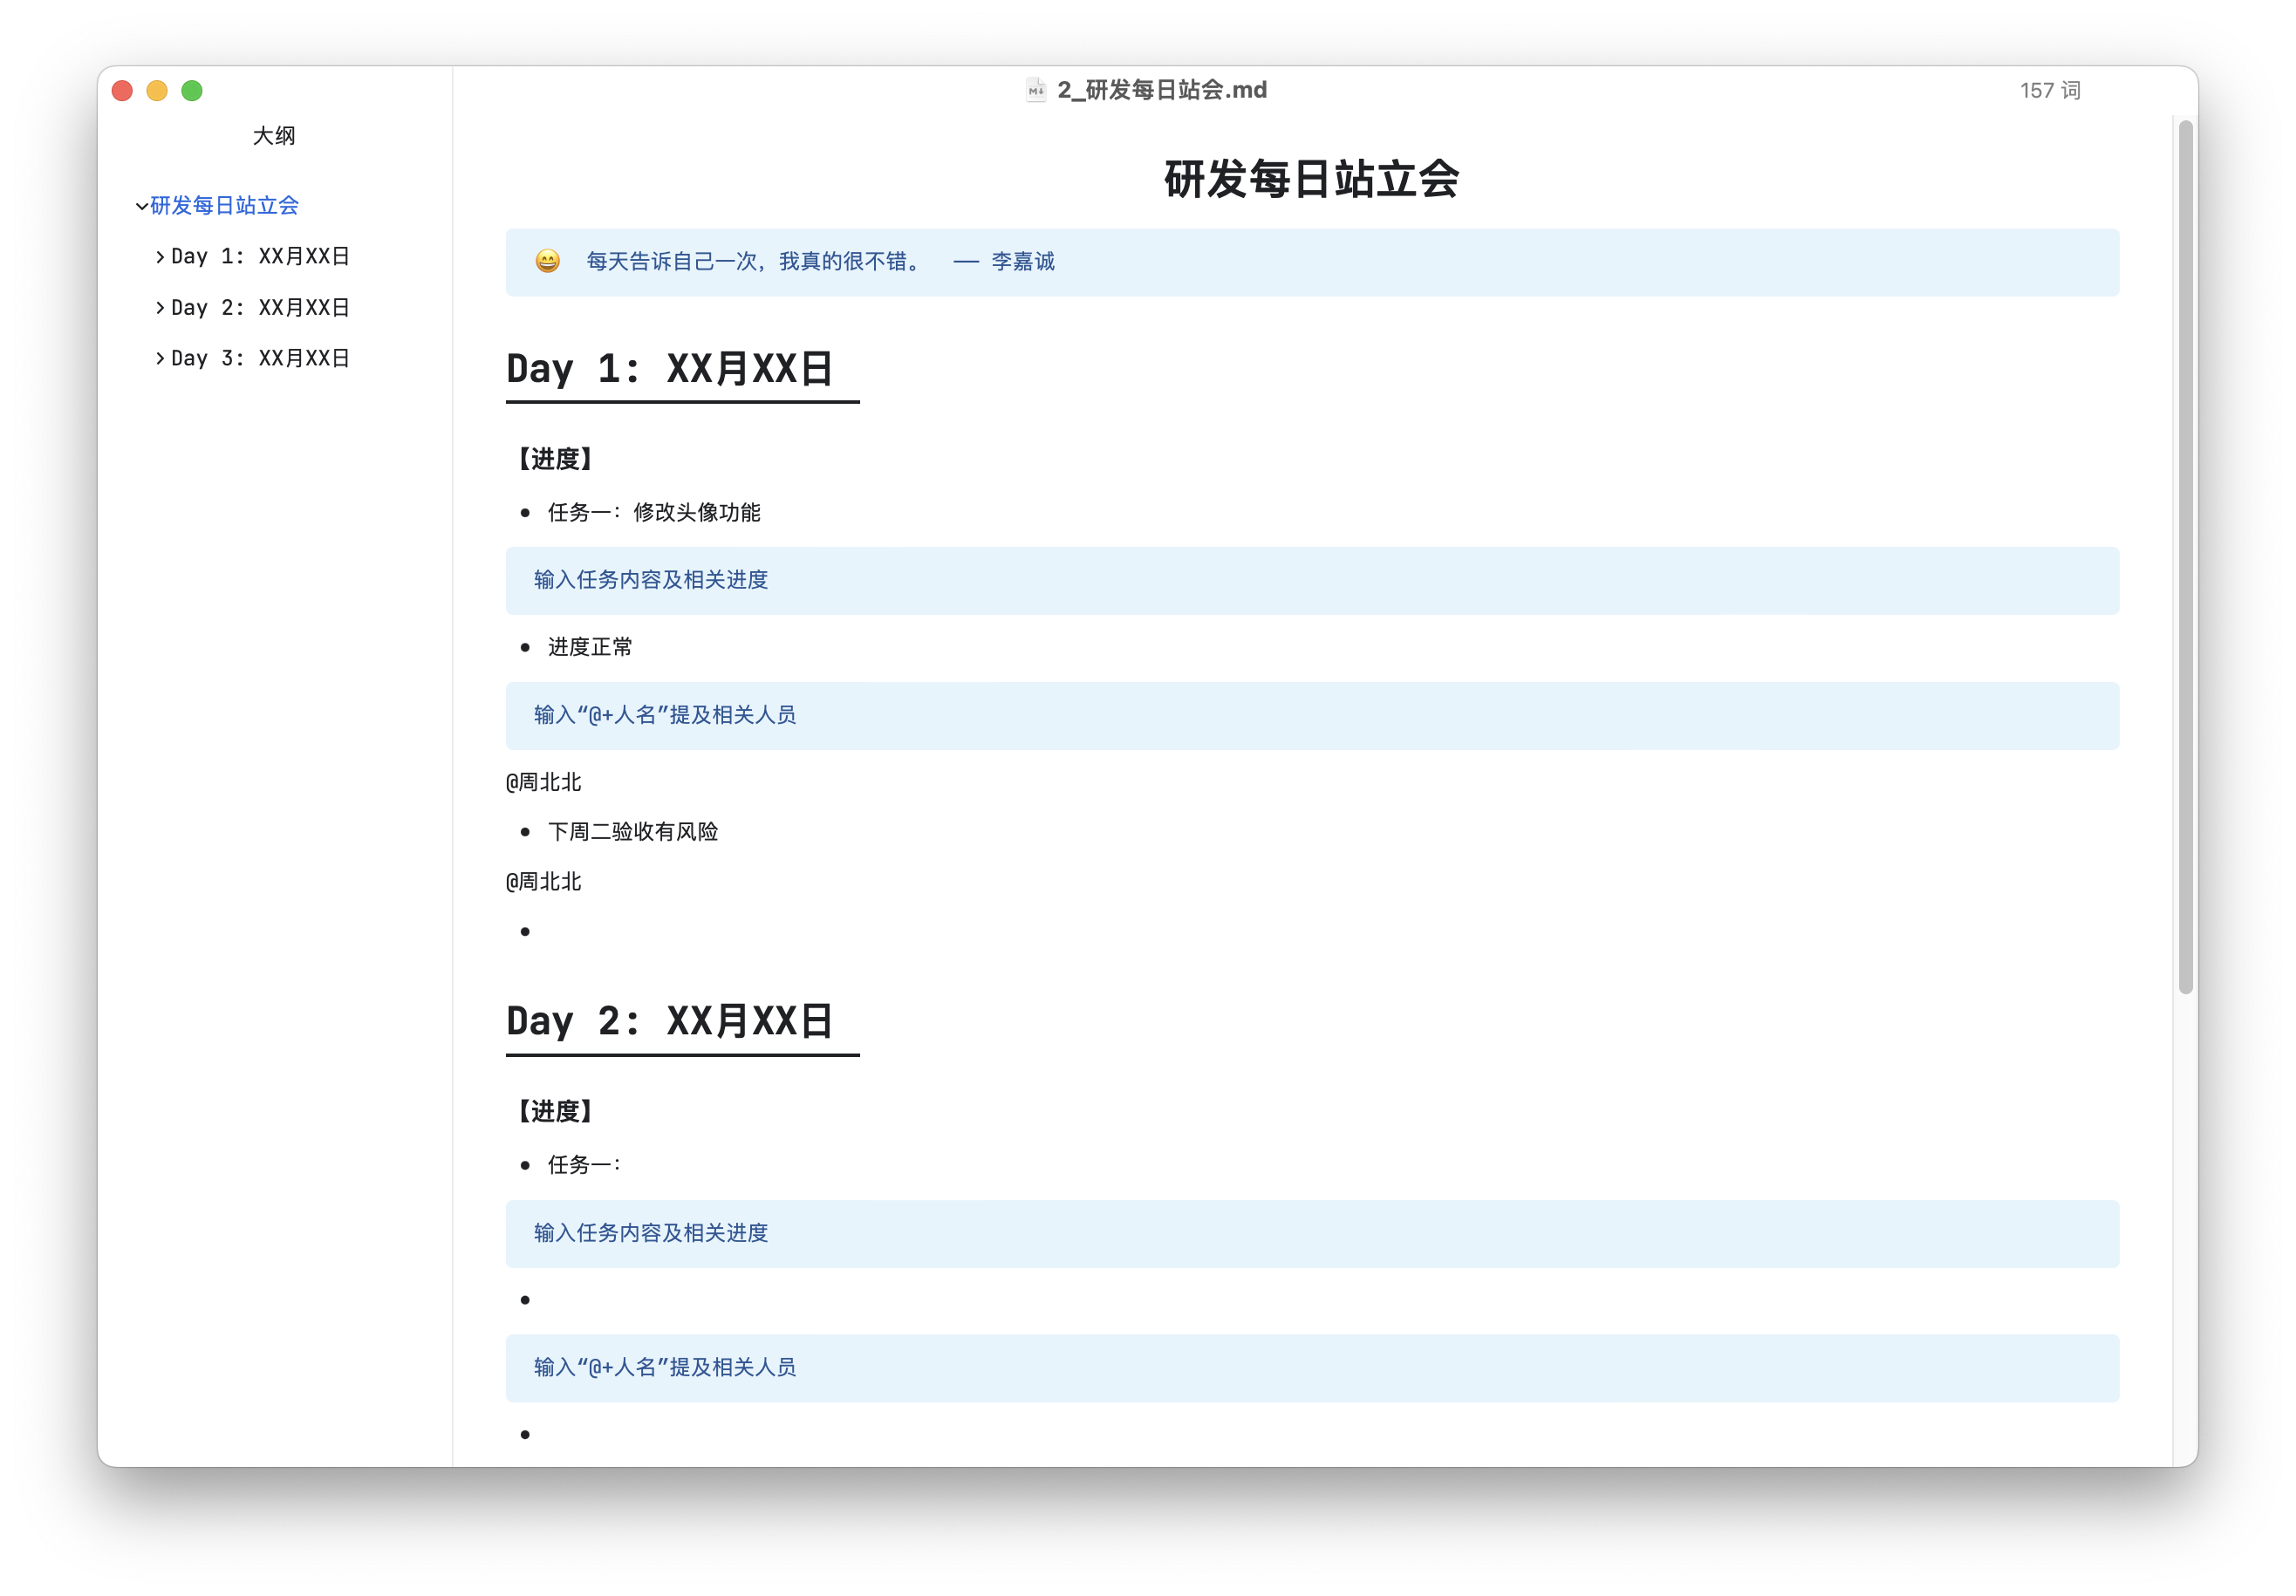 2_研发每日站会.md
157 词
大纲
研发每日站立会
Day 1: XX月XX日
Day 2: XX月XX日
Day 3: XX月XX日
研发每日站立会
😄 每天告诉自己一次，我真的很不错。 —— 李嘉诚
Day 1: XX月XX日
【进度】
任务一：修改头像功能
输入任务内容及相关进度
进度正常
输入“@+人名”提及相关人员
@周北北
下周二验收有风险
@周北北
Day 2: XX月XX日
【进度】
任务一：
输入任务内容及相关进度
输入“@+人名”提及相关人员